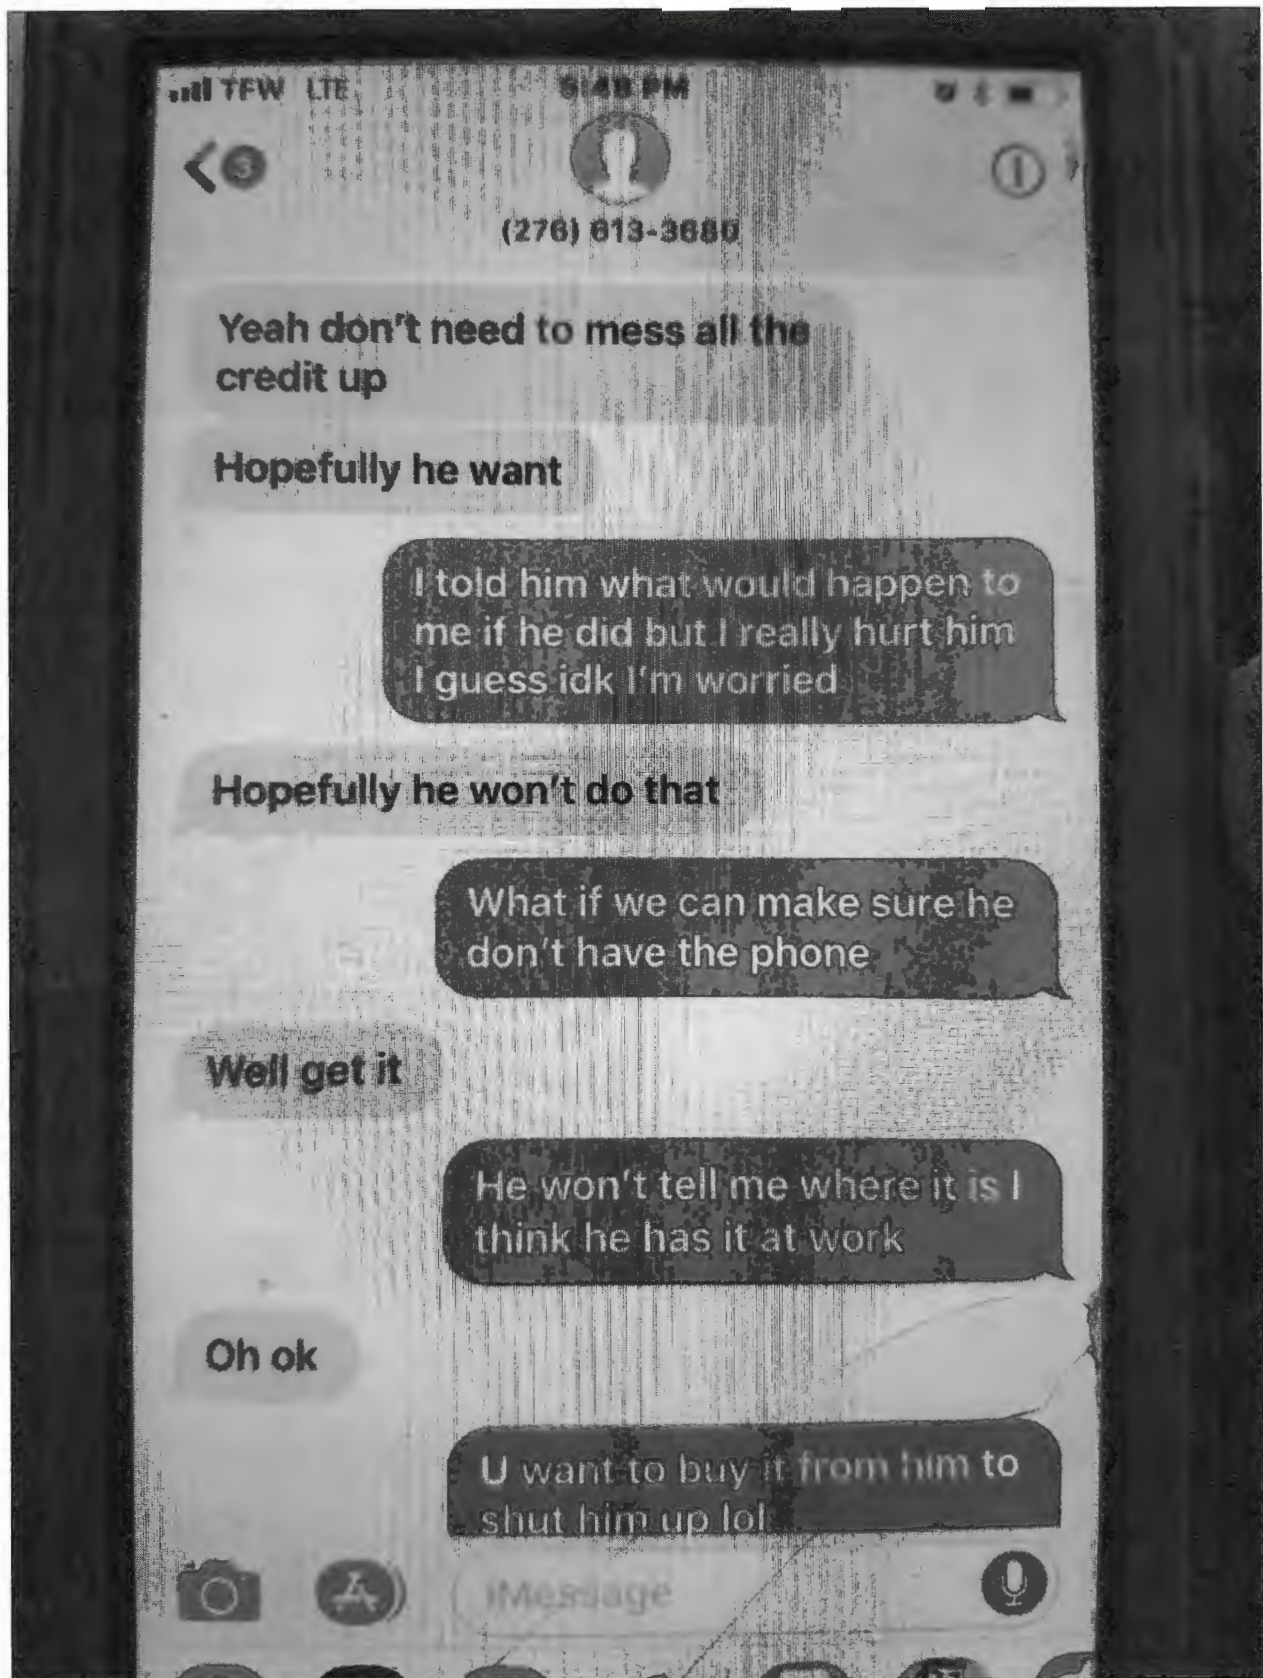 TFW LTE 5:48 PM
3
(276) 613-3680
Yeah don't need to mess all the
credit up
Hopefully he want
I told him what would happen to
me if he did but I really hurt him
I guess idk I'm worried
Hopefully he won't do that
What if we can make sure he
don't have the phone
Well get it
He won't tell me where it is I
think he has it at work
Oh ok
U want to buy it from him to
shut him up lol
iMessage